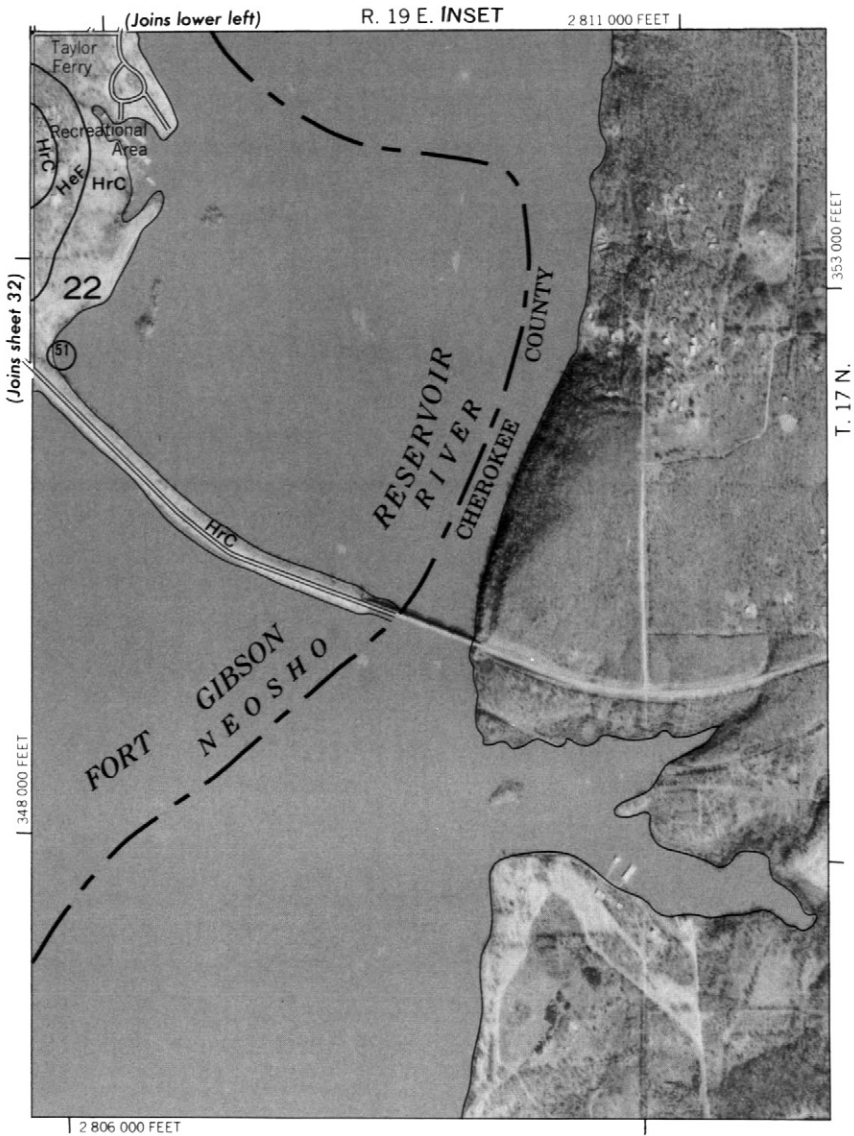 (Joins lower left)
R. 19 E. INSET
2 811 000 FEET
Taylor
Ferry
Recreational
Area
HrC
HeF
HrC
22
(Joins sheet 32)
51
353 000 FEET
T. 17 N.
RESERVOIR
RIVER
CHEROKEE
COUNTY
HrC
FORT GIBSON
NEOSHO
348 000 FEET
2 806 000 FEET